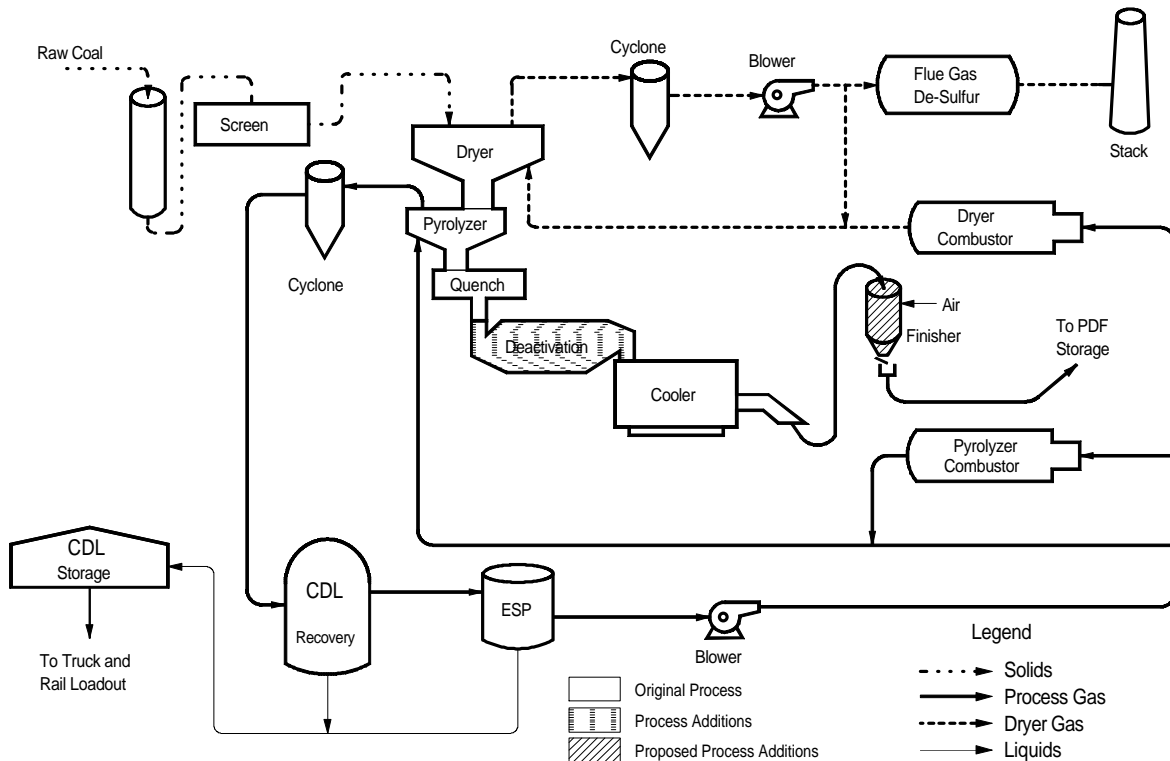 Raw Coal
Screen
Dryer
Cyclone
Blower
Flue Gas
De-Sulfur
Stack
Cyclone
Pyrolyzer
Quench
Deactivation
Cooler
Dryer
Combustor
Air
Finisher
To PDF
Storage
Pyrolyzer
Combustor
CDL
Storage
To Truck and
Rail Loadout
CDL
Recovery
ESP
Blower
Original Process
Process Additions
Proposed Process Additions
Legend
Solids
Process Gas
Dryer Gas
Liquids